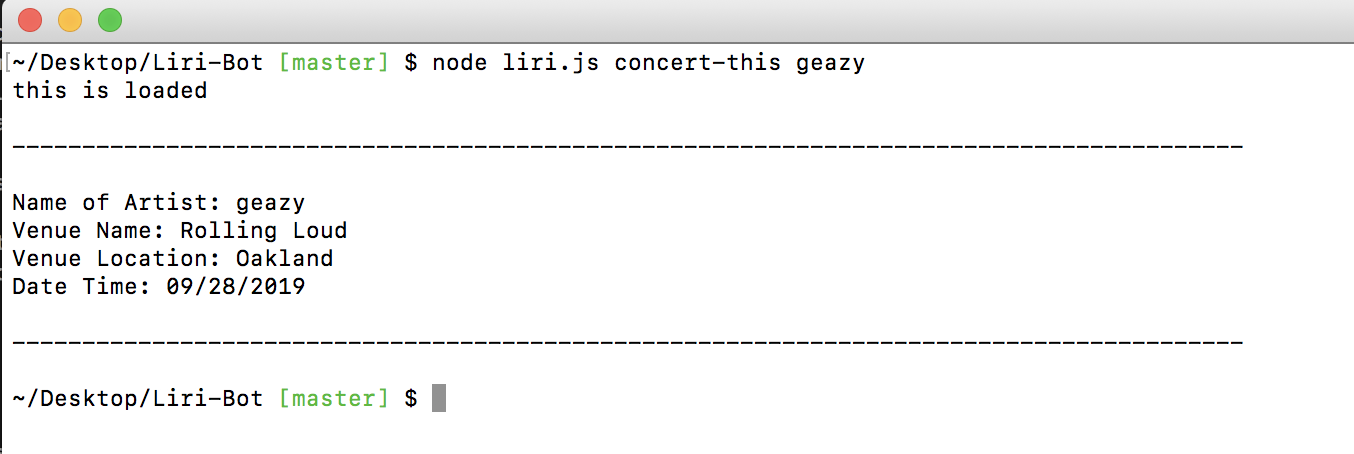 [~/Desktop/Liri-Bot [master] $ node liri.js concert-this geazy
this is loaded
----------------------------------------------------------------------------------------
Name of Artist: geazy
Venue Name: Rolling Loud
Venue Location: Oakland
Date Time: 09/28/2019
----------------------------------------------------------------------------------------
~/Desktop/Liri-Bot [master] $